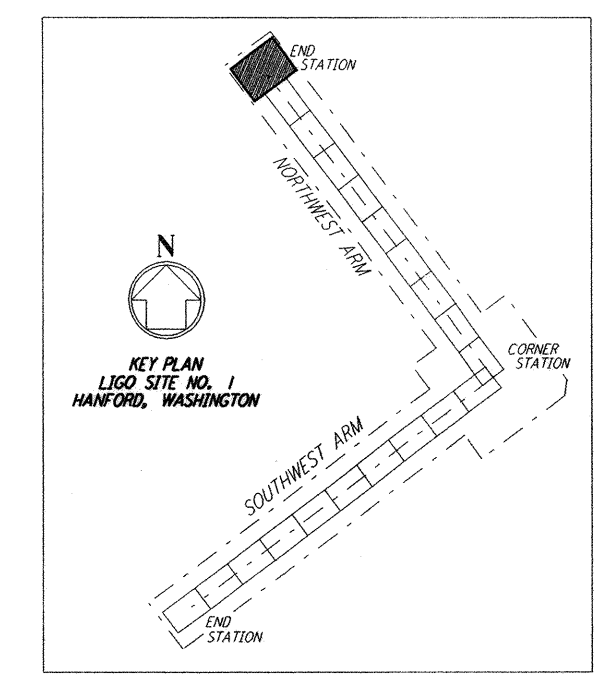 END
STATION
NORTHWEST ARM
N
KEY PLAN
LIGO SITE NO. 1
HANFORD, WASHINGTON
CORNER
STATION
SOUTHWEST ARM
END
STATION